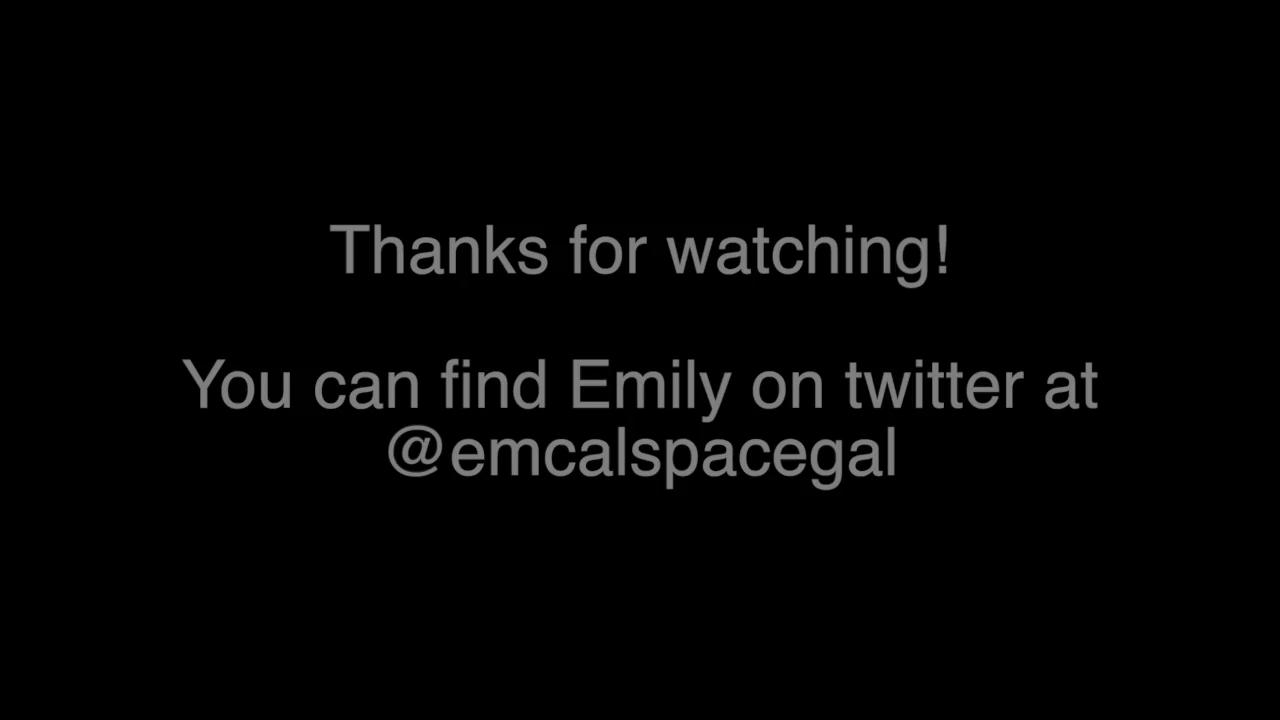 Thanks for watching!
You can find Emily on twitter at
@emcalspacegal